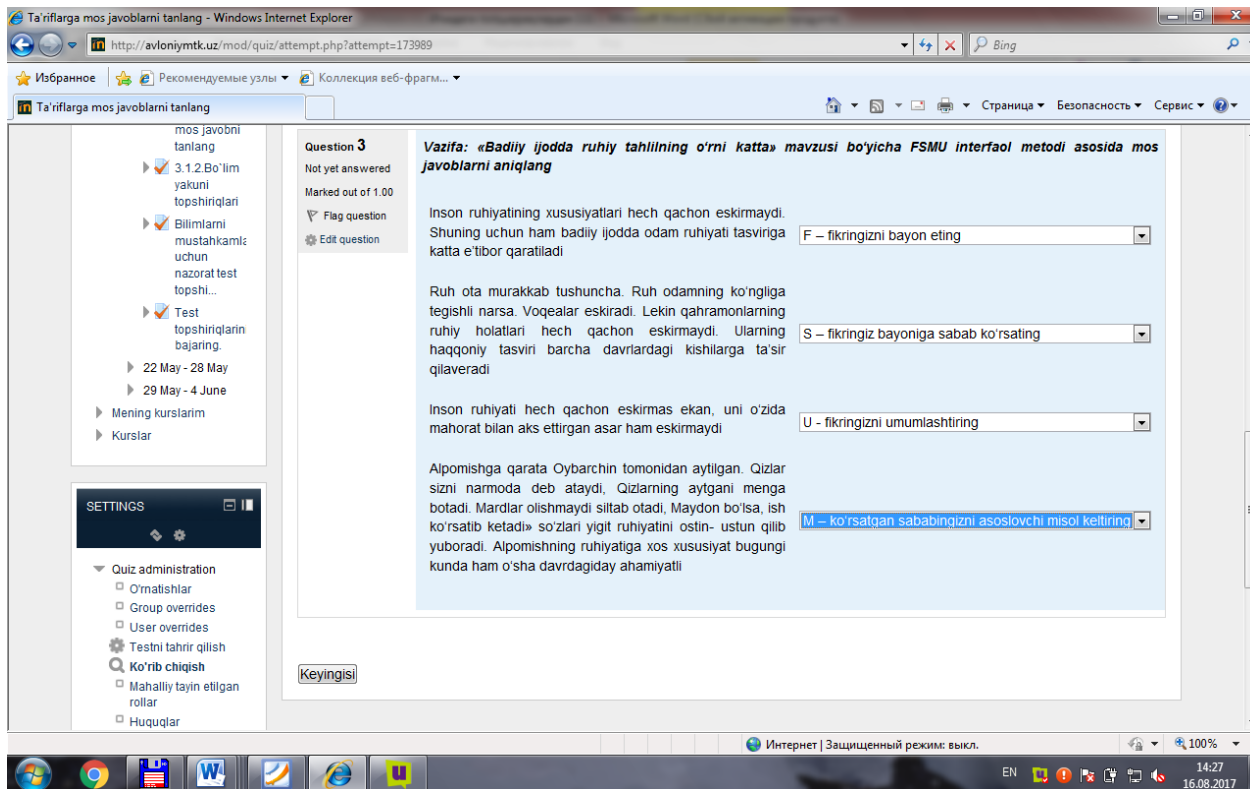 Ta'riflarga mos javoblarni tanlang - Windows Internet Explorer
http://avloniymtk.uz/mod/quiz/attempt.php?attempt=173989
Bing
Избранное
Рекомендуемые узлы
Коллекция веб-фрагм...
Ta'riflarga mos javoblarni tanlang
Страница
Безопасность
Сервис
mos javobni
tanlang
3.1.2.Bo`lim
yakuni
topshiriqlari
Bilimlarni
mustahkamla
uchun
nazorat test
topshi...
Test
topshiriqlarin
bajaring.
22 May - 28 May
29 May - 4 June
Mening kurslarim
Kurslar
SETTINGS
Quiz administration
O'rnatishlar
Group overrides
User overrides
Testni tahrir qilish
Ko'rib chiqish
Mahalliy tayin etilgan
rollar
Huquqlar
Question 3
Not yet answered
Marked out of 1.00
Flag question
Edit question
Vazifa: «Badiiy ijodda ruhiy tahlilning o‘rni katta» mavzusi bo‘yicha FSMU interfaol metodi asosida mos
javoblarni aniqlang
Inson ruhiyatining xususiyatlari hech qachon eskirmaydi.
Shuning uchun ham badiiy ijodda odam ruhiyati tasviriga
katta e’tibor qaratiladi
F – fikringizni bayon eting
Ruh ota murakkab tushuncha. Ruh odamning ko‘ngliga
tegishli narsa. Voqealar eskiradi. Lekin qahramonlarning
ruhiy holatlari hech qachon eskirmaydi. Ularning
haqqoniy tasviri barcha davrlardagi kishilarga ta’sir
qilaveradi
S – fikringiz bayoniga sabab ko‘rsating
Inson ruhiyati hech qachon eskirmas ekan, uni o‘zida
mahorat bilan aks ettirgan asar ham eskirmaydi
U - fikringizni umumlashtiring
Alpomishga qarata Oybarchin tomonidan aytilgan. Qizlar
sizni narmoda deb ataydi, Qizlarning aytgani menga
botadi. Mardlar olishmaydi siltab otadi, Maydon bo‘lsa, ish
ko‘rsatib ketadi» so‘zlari yigit ruhiyatini ostin- ustun qilib
yuboradi. Alpomishning ruhiyatiga xos xususiyat bugungi
kunda ham o‘sha davrdagiday ahamiyatli
M – ko‘rsatgan sababingizni asoslovchi misol keltiring
Keyingisi
Интернет | Защищенный режим: выкл.
100%
EN
14:27
16.08.2017